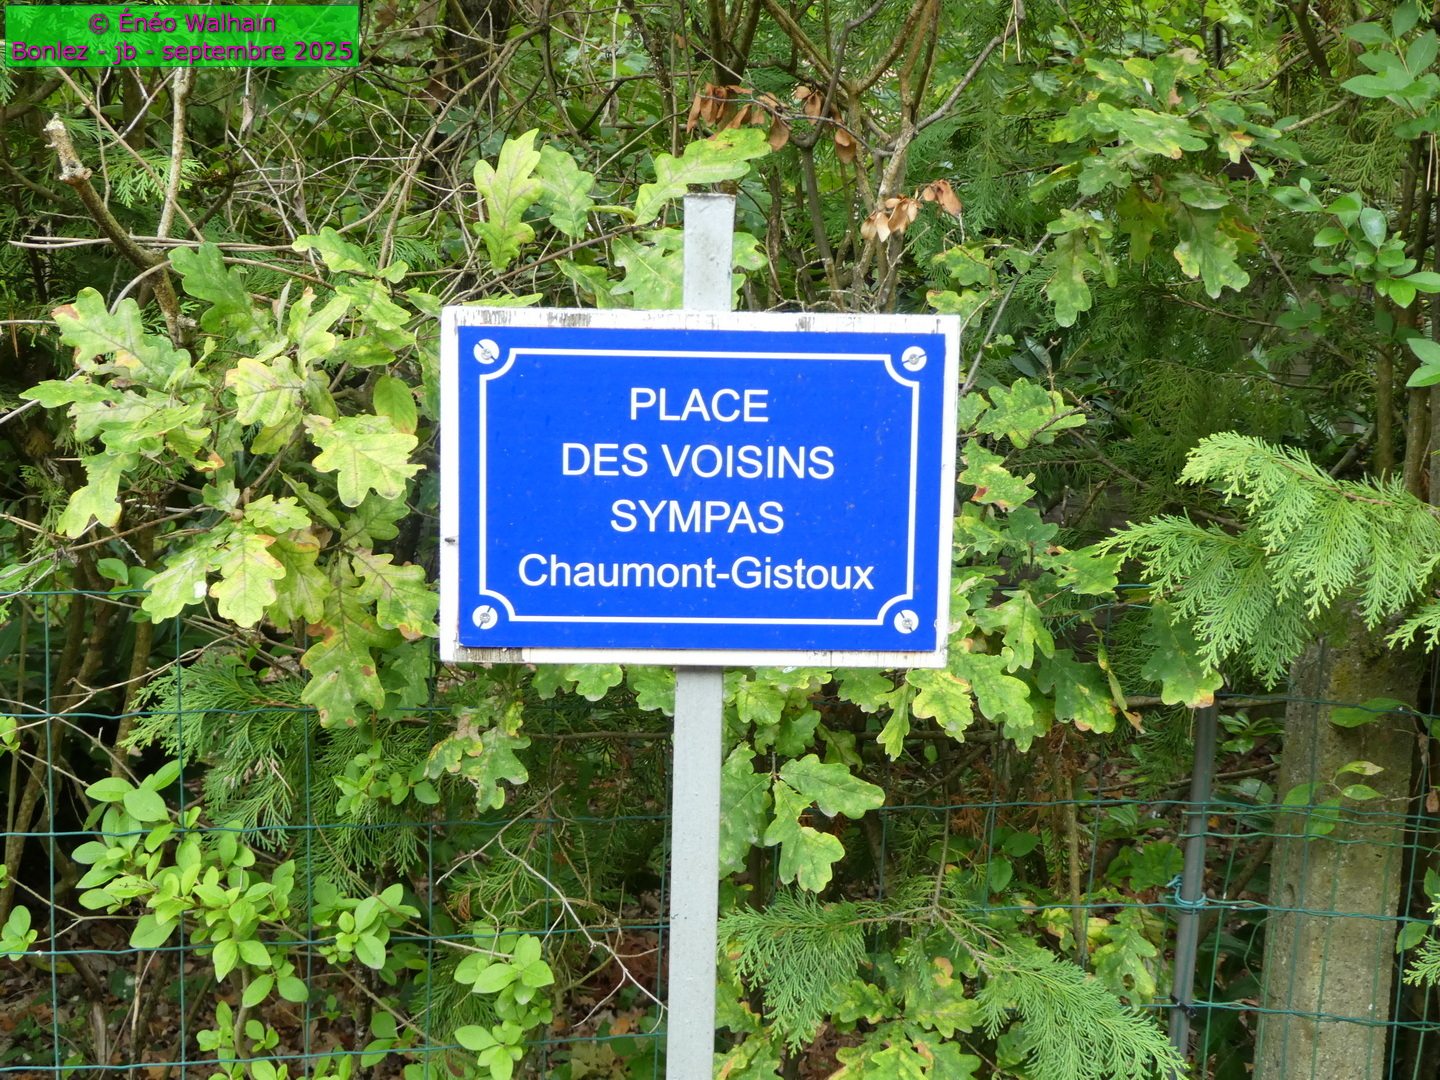 © Énéo Walhain
Bonlez - jb - septembre 2025
PLACE
DES VOISINS
SYMPAS
Chaumont-Gistoux